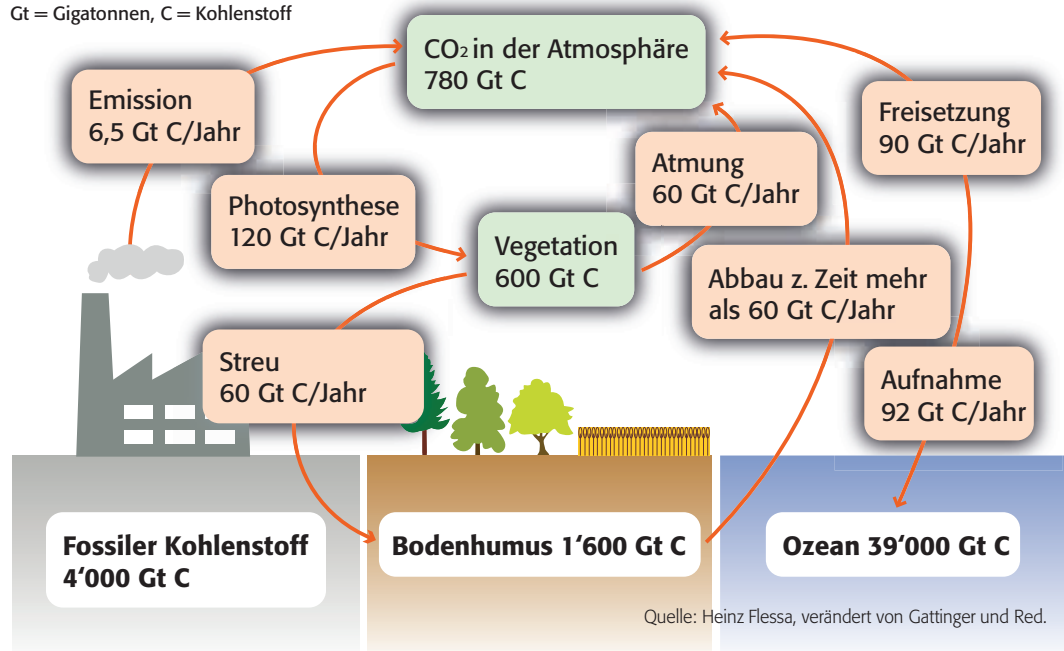 Gt = Gigatonnen, C = Kohlenstoff
CO₂ in der Atmosphäre
780 Gt C
Emission
6,5 Gt C/Jahr
Freisetzung
90 Gt C/Jahr
Atmung
60 Gt C/Jahr
Photosynthese
120 Gt C/Jahr
Vegetation
600 Gt C
Abbau z. Zeit mehr
als 60 Gt C/Jahr
Streu
60 Gt C/Jahr
Aufnahme
92 Gt C/Jahr
Fossiler Kohlenstoff
4‘000 Gt C
Bodenhumus 1‘600 Gt C
Ozean 39‘000 Gt C
Quelle: Heinz Flessa, verändert von Gattinger und Red.